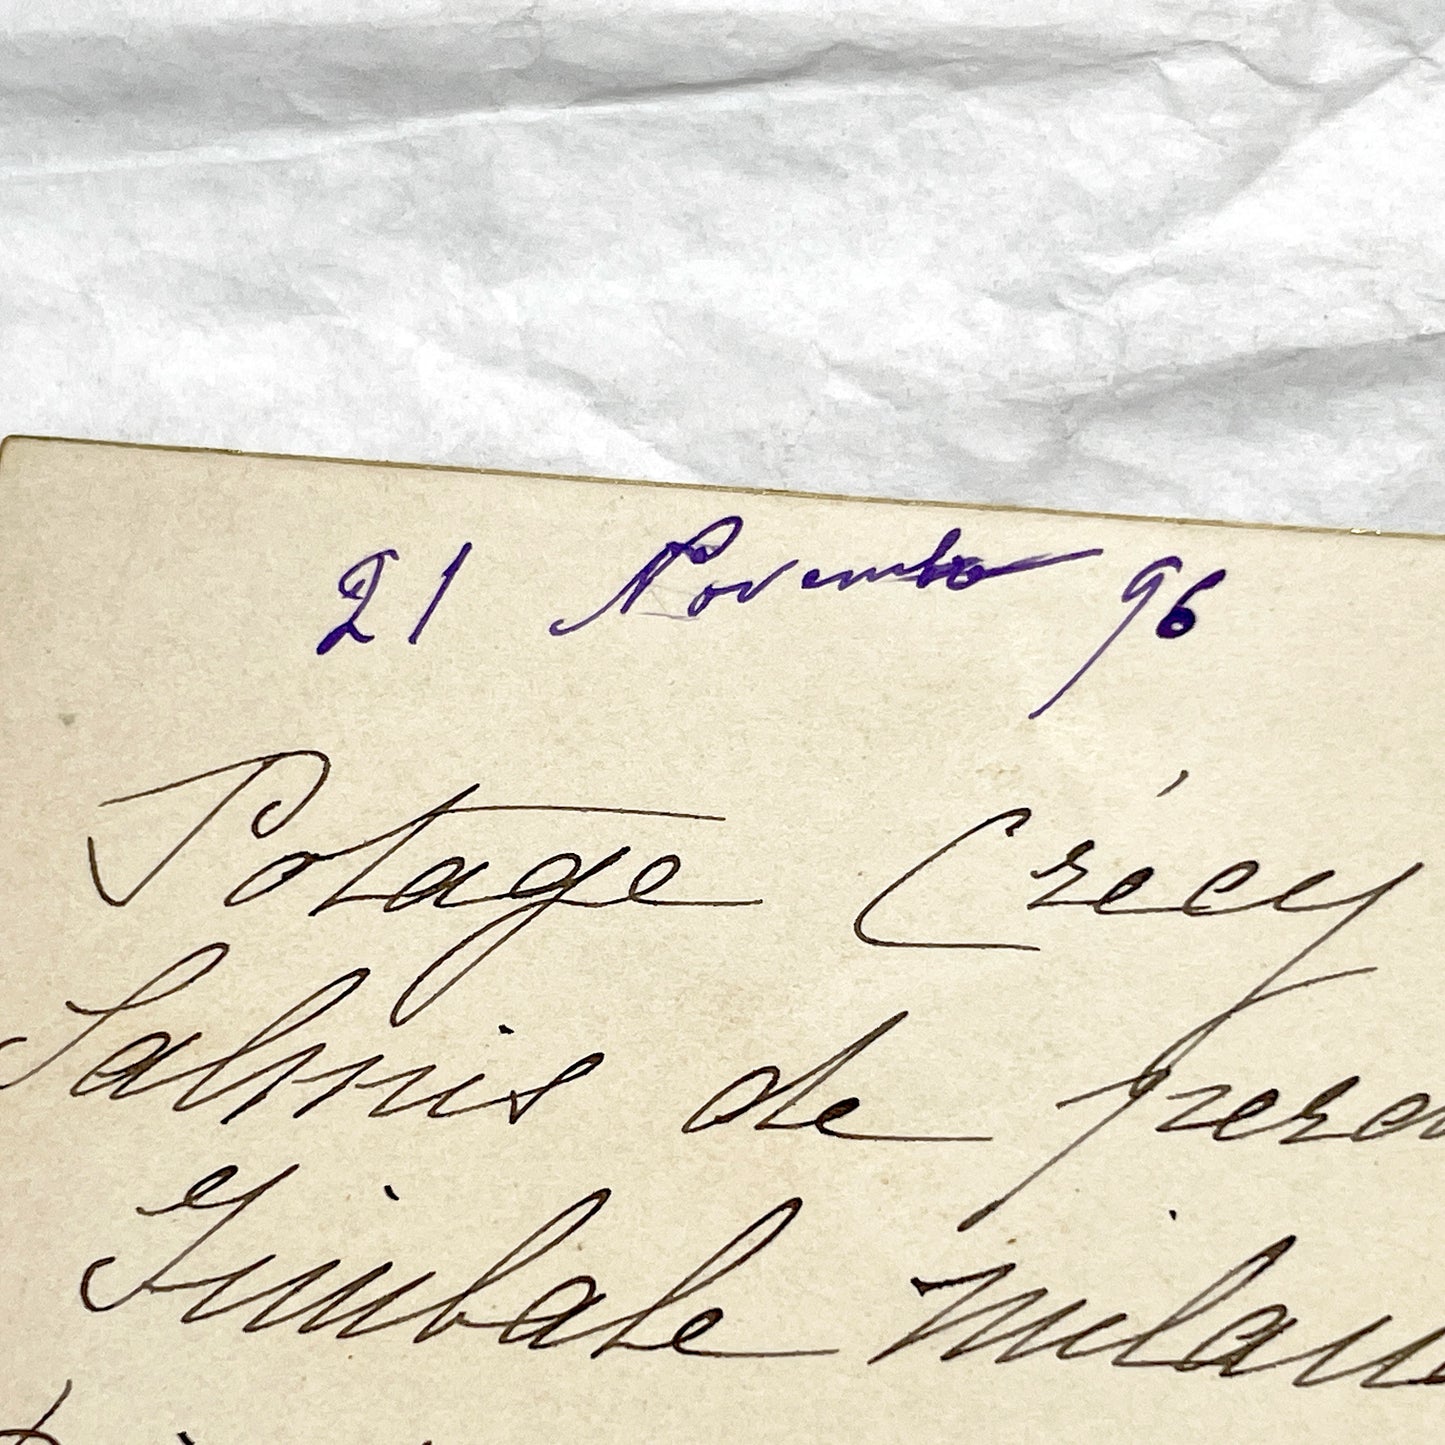 21 Novembre 96
Potage Crécy
Salmis de
Timbale